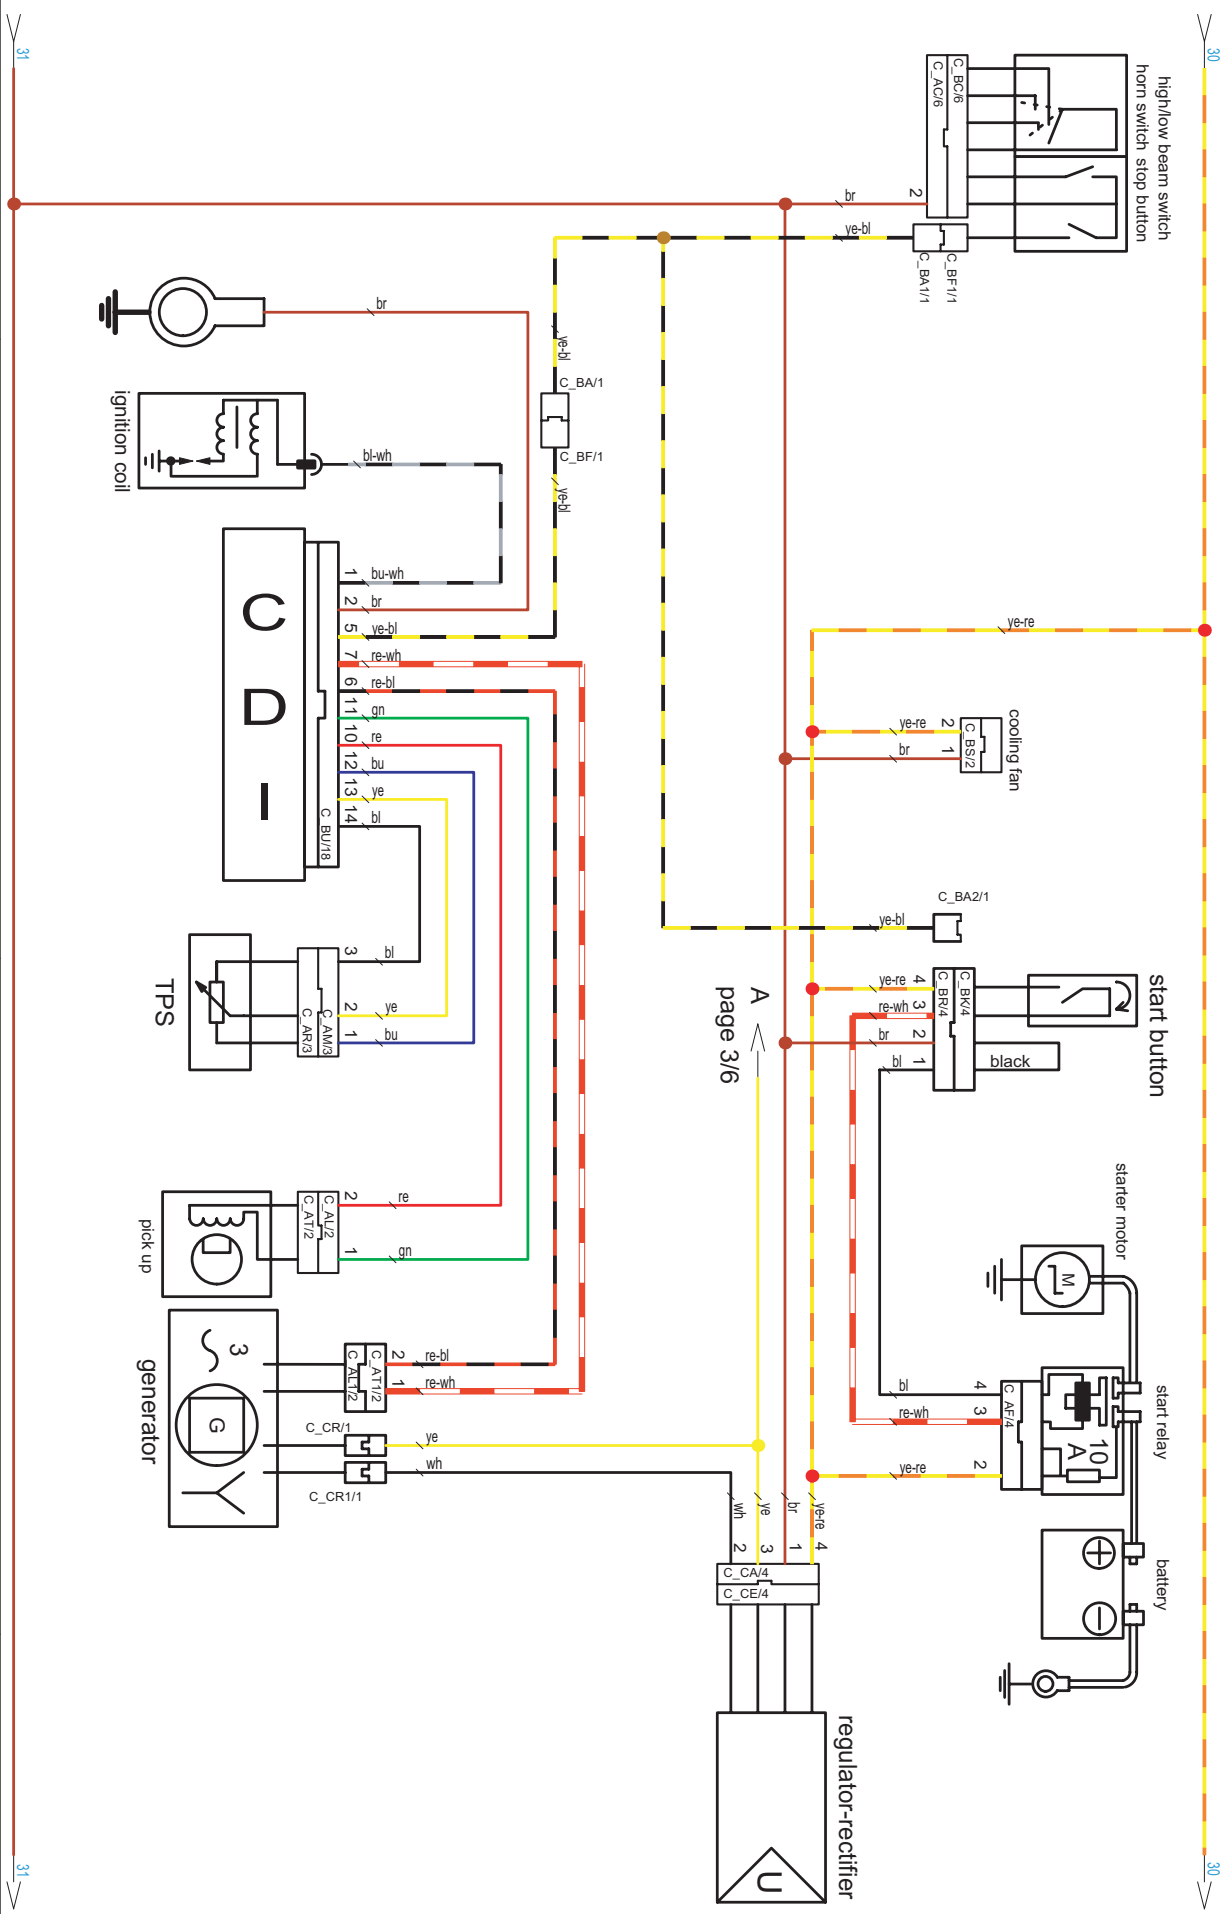 31
30
high/low beam switch
horn switch stop button
C_BC/6
C_AC/6
2
br
ye-bl
C_BF1/1
C_BA1/1
br
ye-bl
C_BA/1
C_BF/1
ye-bl
ignition coil
bl-wh
C
D
I
C_BU/18
1 bu-wh
2 br
5 ye-bl
7 re-wh
6 re-bl
11 gn
10 re
12 bu
13 ye
14 bl
ye-re
cooling fan
C_BS/2
2 ye-re
1 br
C_BA2/1
ye-bl
TPS
C_AM/3
C_AR/3
3 bl
2 ye
1 bu
A
page 3/6
start button
C_BK/4
C_BR/4
black
4 ye-re
3 re-wh
2 br
1 bl
pick up
C_AL/2
C_AT/2
2 re
1 gn
starter motor
M
start relay
10
A
C_AF/4
4 bl
3 re-wh
2 ye-re
generator
3
G
C_AT1/2
C_AL1/2
2 re-bl
1 re-wh
C_CR/1
ye
wh
C_CR1/1
battery
wh
ye
br
ye-re
2
3
1
4
C_CA/4
C_CE/4
regulator-rectifier
U
31
30